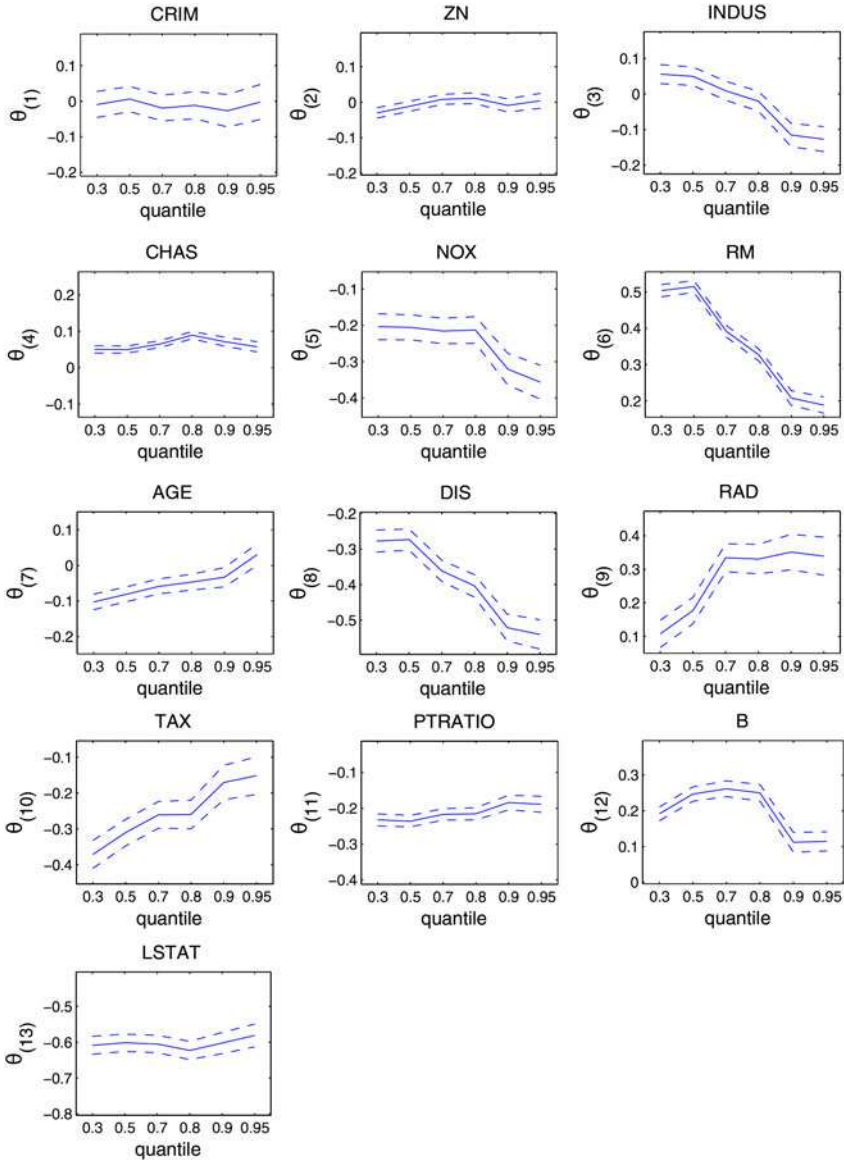 CRIM
θ(1)
0.1
0
−0.1
−0.2
0.3 0.5 0.7 0.8 0.9 0.95
quantile
ZN
θ(2)
0.1
0
−0.1
−0.2
0.3 0.5 0.7 0.8 0.9 0.95
quantile
INDUS
θ(3)
0.1
0
−0.1
−0.2
0.3 0.5 0.7 0.8 0.9 0.95
quantile
CHAS
θ(4)
0.2
0.1
0
−0.1
0.3 0.5 0.7 0.8 0.9 0.95
quantile
NOX
θ(5)
−0.1
−0.2
−0.3
−0.4
0.3 0.5 0.7 0.8 0.9 0.95
quantile
RM
θ(6)
0.5
0.4
0.3
0.2
0.3 0.5 0.7 0.8 0.9 0.95
quantile
AGE
θ(7)
0.1
0
−0.1
−0.2
0.3 0.5 0.7 0.8 0.9 0.95
quantile
DIS
θ(8)
−0.2
−0.3
−0.4
−0.5
0.3 0.5 0.7 0.8 0.9 0.95
quantile
RAD
θ(9)
0.4
0.3
0.2
0.1
0.3 0.5 0.7 0.8 0.9 0.95
quantile
TAX
θ(10)
−0.1
−0.2
−0.3
−0.4
0.3 0.5 0.7 0.8 0.9 0.95
quantile
PTRATIO
θ(11)
−0.1
−0.2
−0.3
−0.4
0.3 0.5 0.7 0.8 0.9 0.95
quantile
B
θ(12)
0.3
0.2
0.1
0
0.3 0.5 0.7 0.8 0.9 0.95
quantile
LSTAT
θ(13)
−0.5
−0.6
−0.7
−0.8
0.3 0.5 0.7 0.8 0.9 0.95
quantile